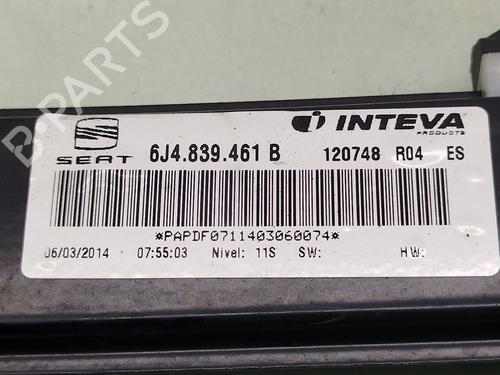 B PARTS
SEAT 6J4.839.461 B
INTEVA
PRODUCTS
120748 R04 ES
*PAPDF0711403060074*
06/03/2014 07:55:03 Nivel: 11S SW: HW: